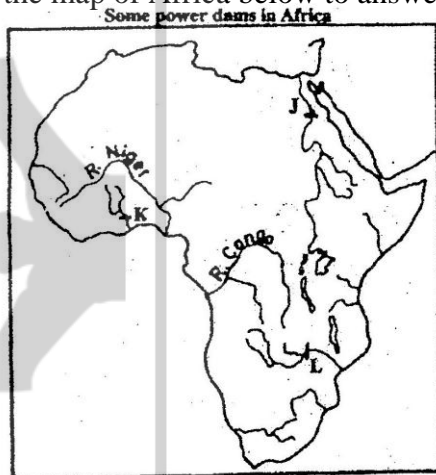 the map of Africa below to answe
Some power dams in Africa
J
R. Niger
K
R. Congo
L